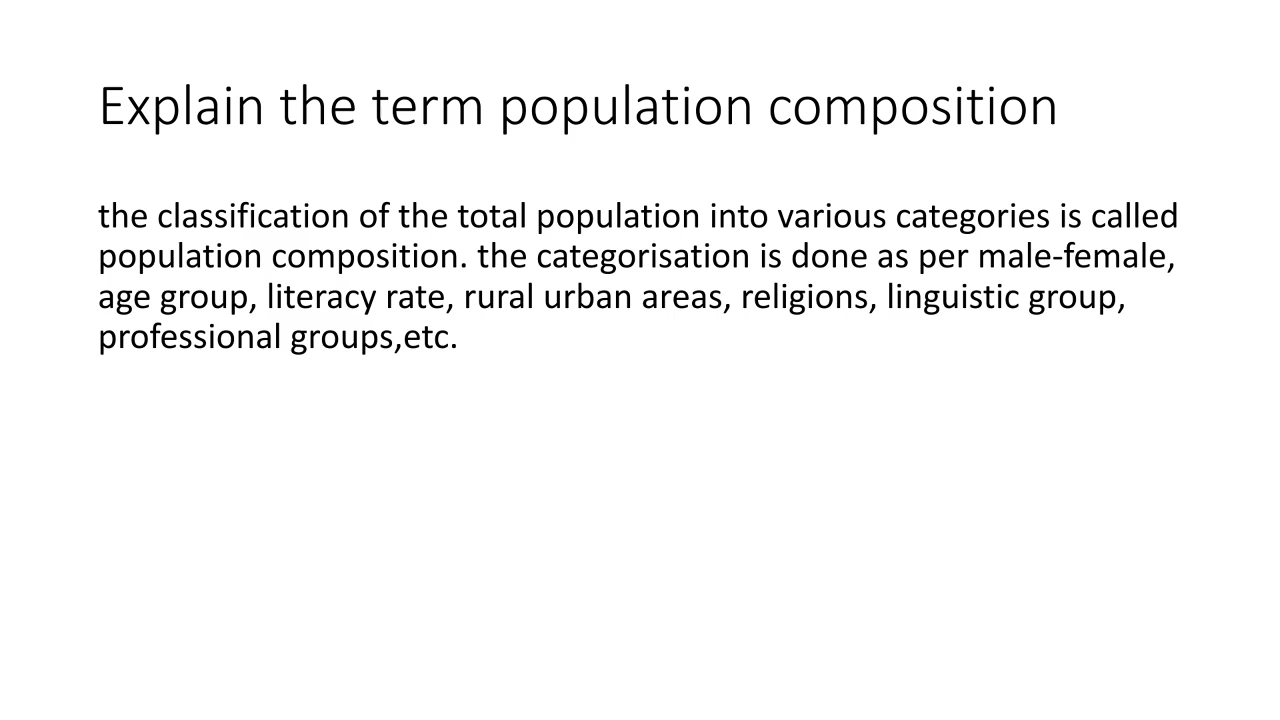 Explain the term population composition
the classification of the total population into various categories is called
population composition. the categorisation is done as per male-female,
age group, literacy rate, rural urban areas, religions, linguistic group,
professional groups,etc.